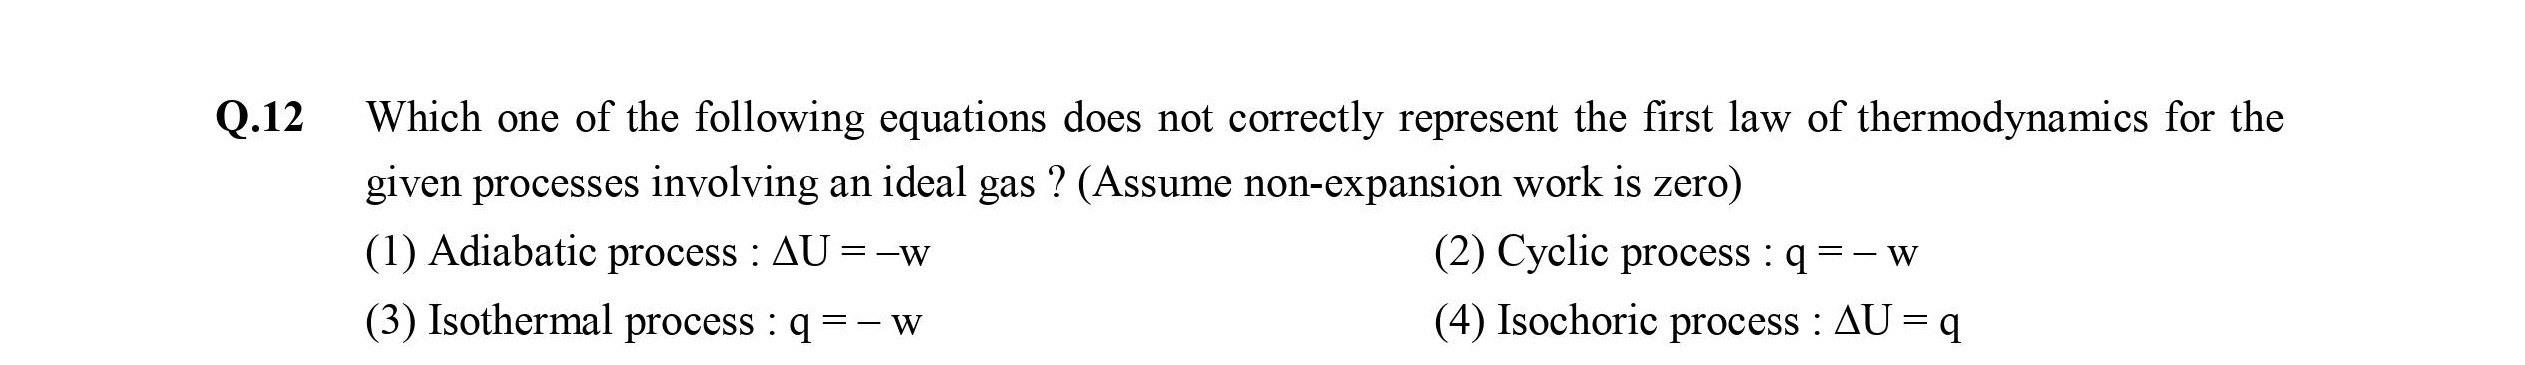 Q.12 Which one of the following equations does not correctly represent the first law of thermodynamics for the
given processes involving an ideal gas ? (Assume non-expansion work is zero)
(1) Adiabatic process : ΔU = –w (2) Cyclic process : q = – w
(3) Isothermal process : q = – w (4) Isochoric process : ΔU = q